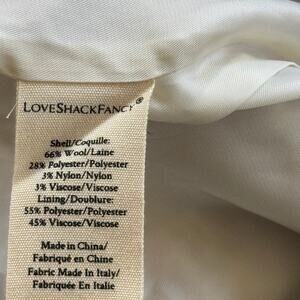 LOVESHACKFANCY®
Shell/Coquille:
66% Wool/Laine
28% Polyester/Polyester
3% Nylon/Nylon
3% Viscose/Viscose
Lining/Doublure:
55% Polyester/Polyester
45% Viscose/Viscose
Made in China/
Fabriqué en Chine
Fabric Made In Italy/
Fabriquée En Italie